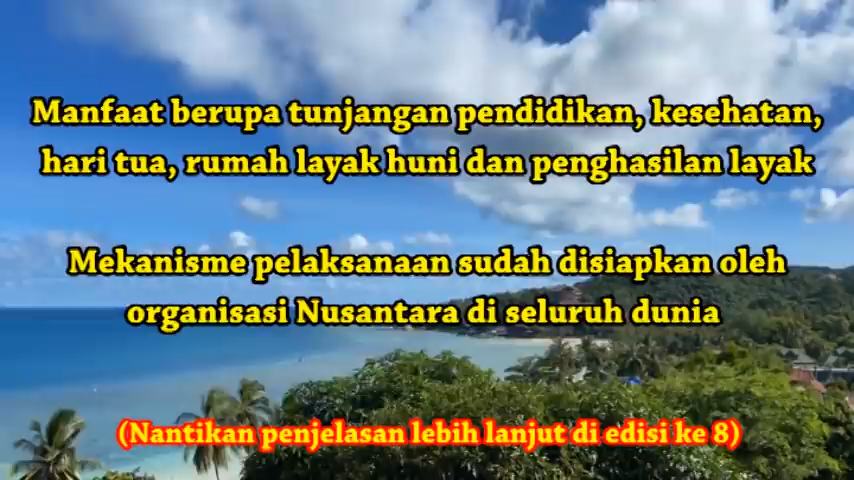 Manfaat berupa tunjangan pendidikan, kesehatan,
hari tua, rumah layak huni dan penghasilan layak
Mekanisme pelaksanaan sudah disiapkan oleh
organisasi Nusantara di seluruh dunia
(Nantikan penjelasan lebih lanjut di edisi ke 8)